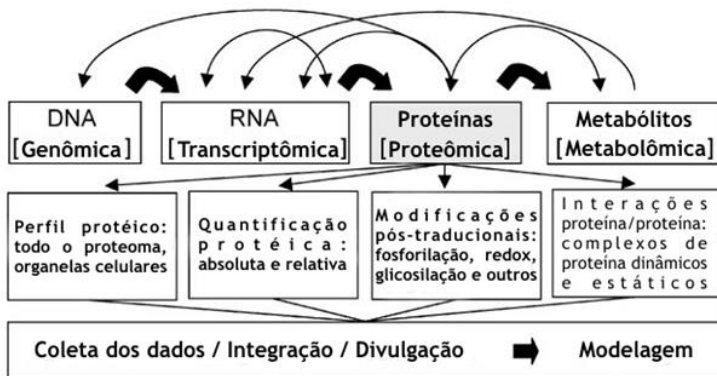 DNA
[Genômica]
RNA
[Transcriptômica]
Proteínas
[Proteômica]
Metabólitos
[Metabolômica]
Perfil protéico:
todo o proteoma,
organelas celulares
Quantificação
protéica:
absoluta e relativa
Modificações
pós-traducionais:
fosforilação, redox,
glicosilação e outros
Interações
proteína/proteína:
complexos de
proteína dinâmicos
e estáticos
Coleta dos dados / Integração / Divulgação Modelagem